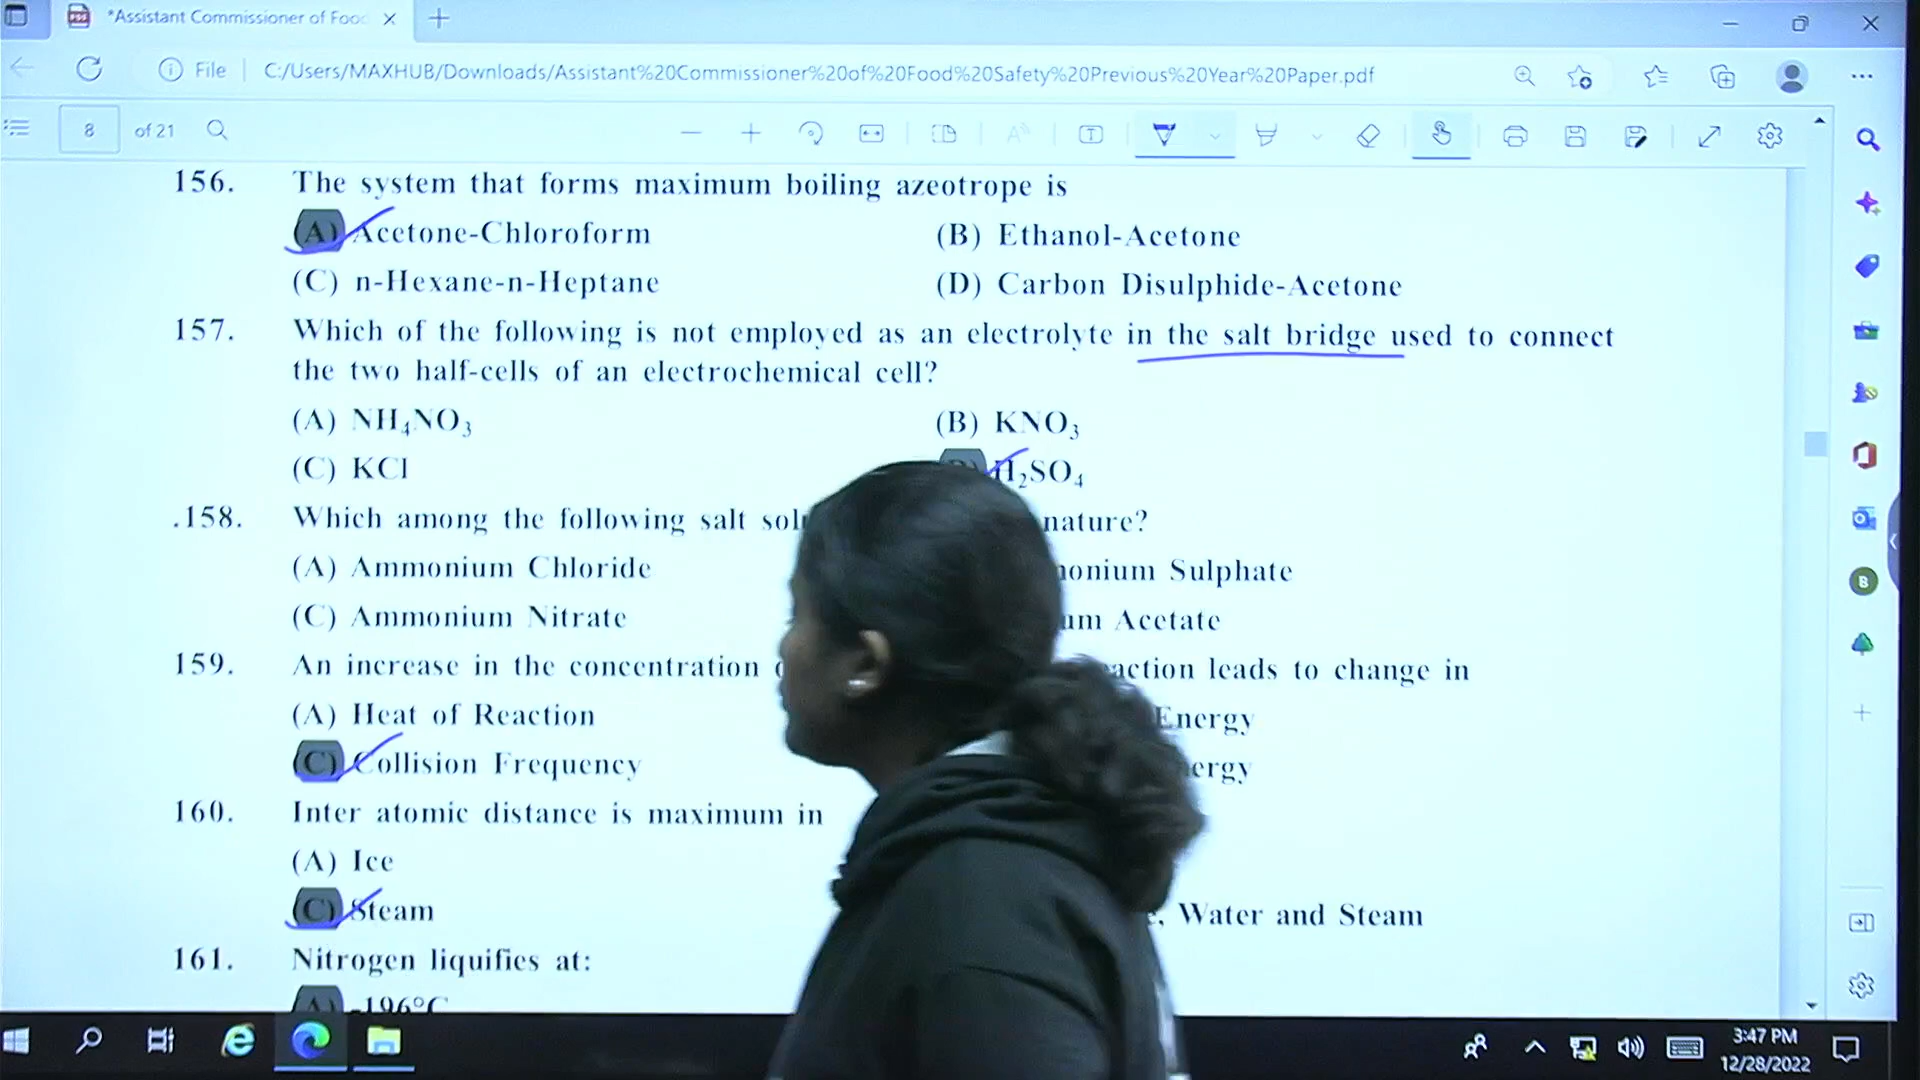 *Assistant Commissioner of Food
File
C:/Users/MAXHUB/Downloads/Assistant%20Commissioner%20of%20Food%20Safety%20Previous%20Year%20Paper.pdf
8 of 21
156. The system that forms maximum boiling azeotrope is
(A) Acetone-Chloroform (B) Ethanol-Acetone
(C) n-Hexane-n-Heptane (D) Carbon Disulphide-Acetone
157. Which of the following is not employed as an electrolyte in the salt bridge used to connect
the two half-cells of an electrochemical cell?
(A) NH₄NO₃ (B) KNO₃
(C) KCl H₂SO₄
.158. Which among the following salt nature?
(A) Ammonium Chloride Sulphate
(C) Ammonium Nitrate Acetate
159. An increase in the concentration leads to change in
(A) Heat of Reaction Energy
(C) Collision Frequency
160. Inter atomic distance is maximum in
(A) Ice
(C) Steam , Water and Steam
161. Nitrogen liquifies at:
(A) -196°C
3:47 PM
12/28/2022